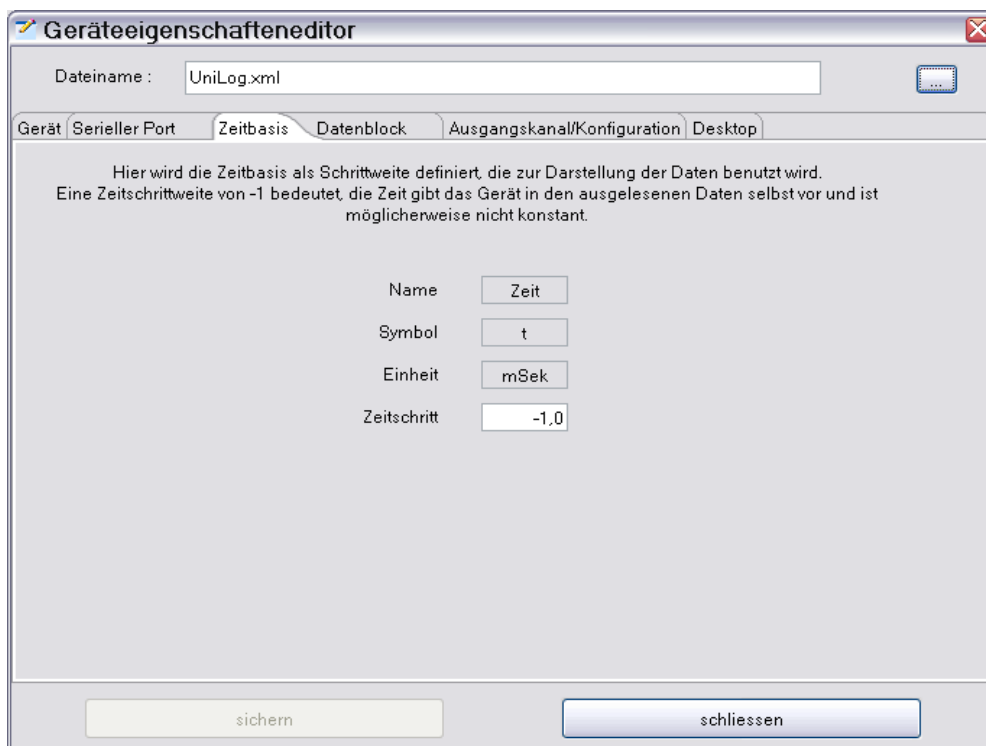 Geräteeigenschafteneditor
Dateiname : UniLog.xml ...
Gerät Serieller Port Zeitbasis Datenblock Ausgangskanal/Konfiguration Desktop
Hier wird die Zeitbasis als Schrittweite definiert, die zur Darstellung der Daten benutzt wird.
Eine Zeitschrittweite von -1 bedeutet, die Zeit gibt das Gerät in den ausgelesenen Daten selbst vor und ist
möglicherweise nicht konstant.
Name Zeit
Symbol t
Einheit mSek
Zeitschritt -1,0
sichern schliessen